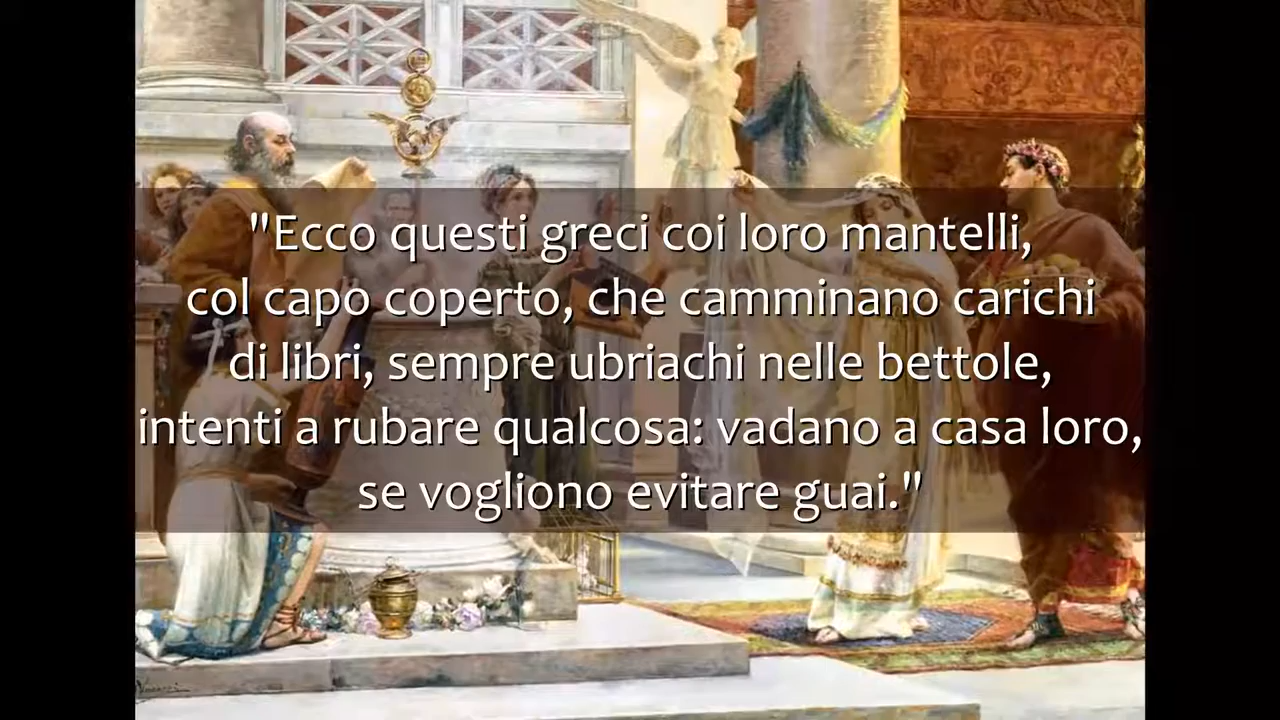 "Ecco questi greci coi loro mantelli,
col capo coperto, che camminano carichi
di libri, sempre ubriachi nelle bettole,
intenti a rubare qualcosa: vadano a casa loro,
se vogliono evitare guai."